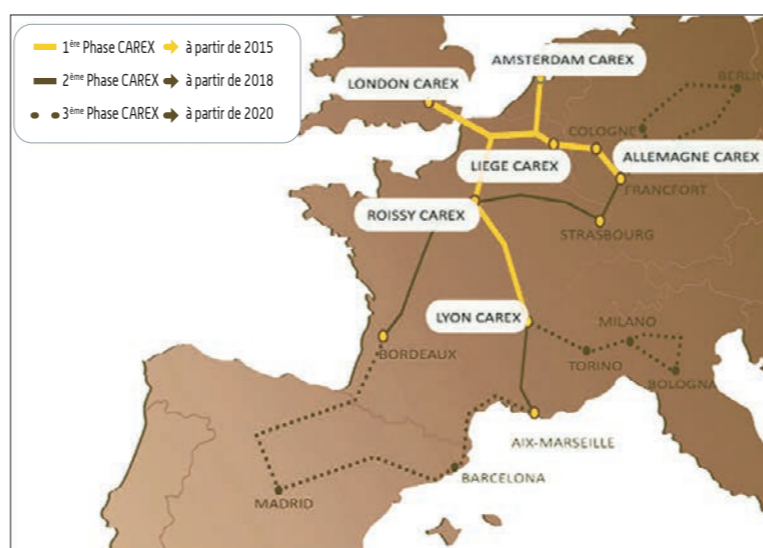 1ère Phase CAREX à partir de 2015
2ème Phase CAREX à partir de 2018
3ème Phase CAREX à partir de 2020
AMSTERDAM CAREX
LONDON CAREX
BERLIN
COLOGNE
LIEGE CAREX
ALLEMAGNE CAREX
FRANCFORT
ROISSY CAREX
STRASBOURG
LYON CAREX
MILANO
BORDEAUX
TORINO
BOLOGNA
AIX-MARSEILLE
BARCELONA
MADRID